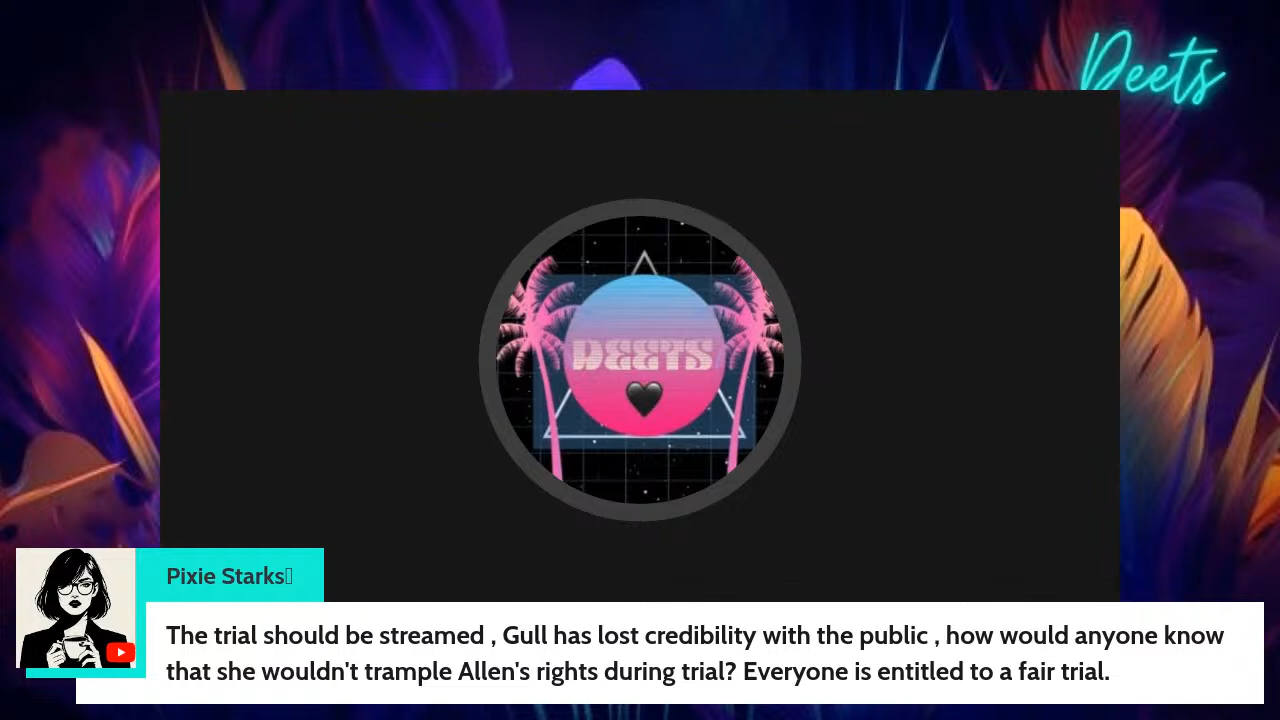 Deets
DEETS
Pixie Starks
The trial should be streamed , Gull has lost credibility with the public , how would anyone know
that she wouldn't trample Allen's rights during trial? Everyone is entitled to a fair trial.